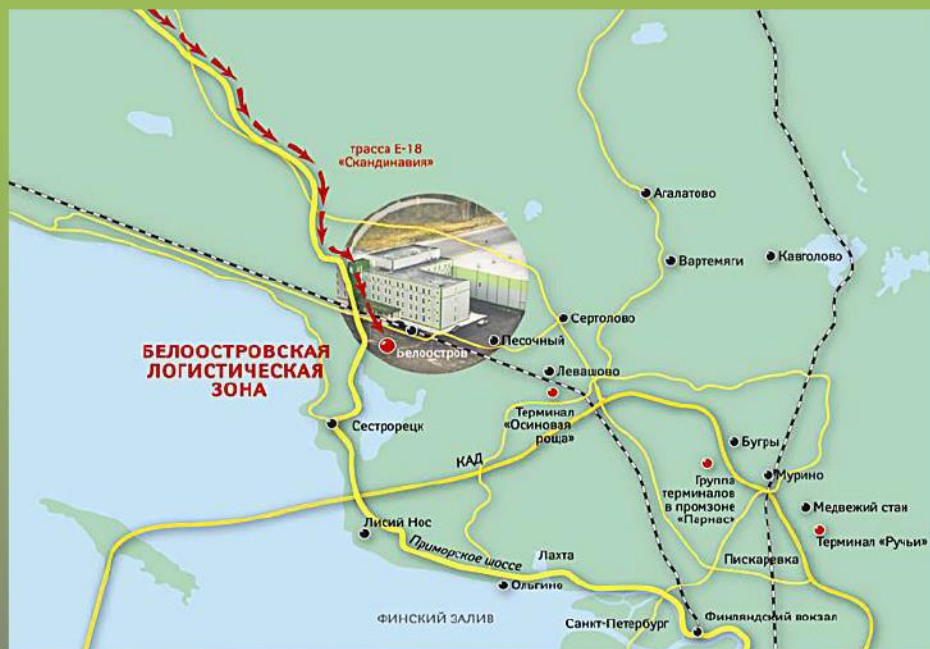 трасса Е-18
«Скандинавия»
Агалатово
Вартемяги
Кавголово
Сертолово
Песочный
Белоостров
БЕЛООСТРОВСКАЯ
ЛОГИСТИЧЕСКАЯ
ЗОНА
Левашово
Терминал
«Осиновая
роща»
Сестрорецк
КАД
Бугры
Мурино
Группа
терминалов
в промзоне
«Парнас»
Медвежий стан
Терминал «Ручьи»
Лисий Нос
Приморское шоссе
Лахта
Пискаревка
Ольгино
ФИНСКИЙ ЗАЛИВ
Санкт-Петербург
Финляндский вокзал